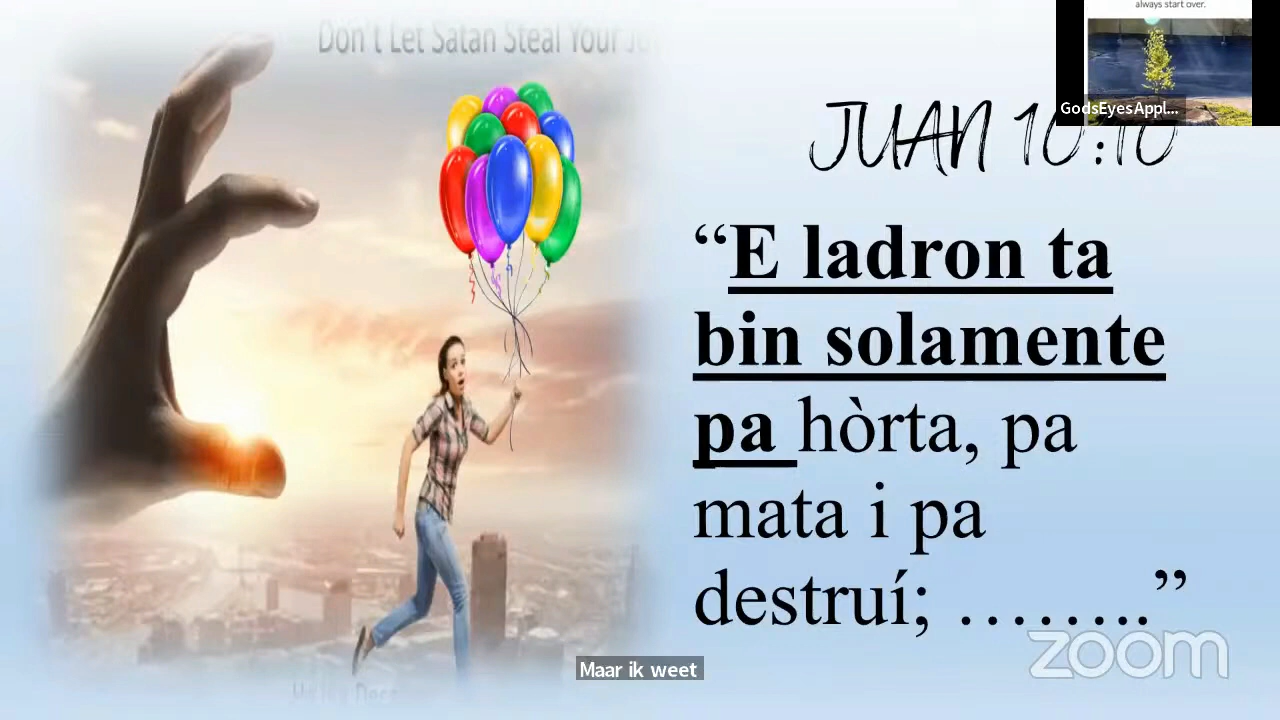 always start over.
Don't Let Satan Steal Your
GodsEyesAppl...
JUAN 10:10
“E ladron ta
bin solamente
pa hòrta, pa
mata i pa
destruí; ……..”
zoom
Maar ik weet